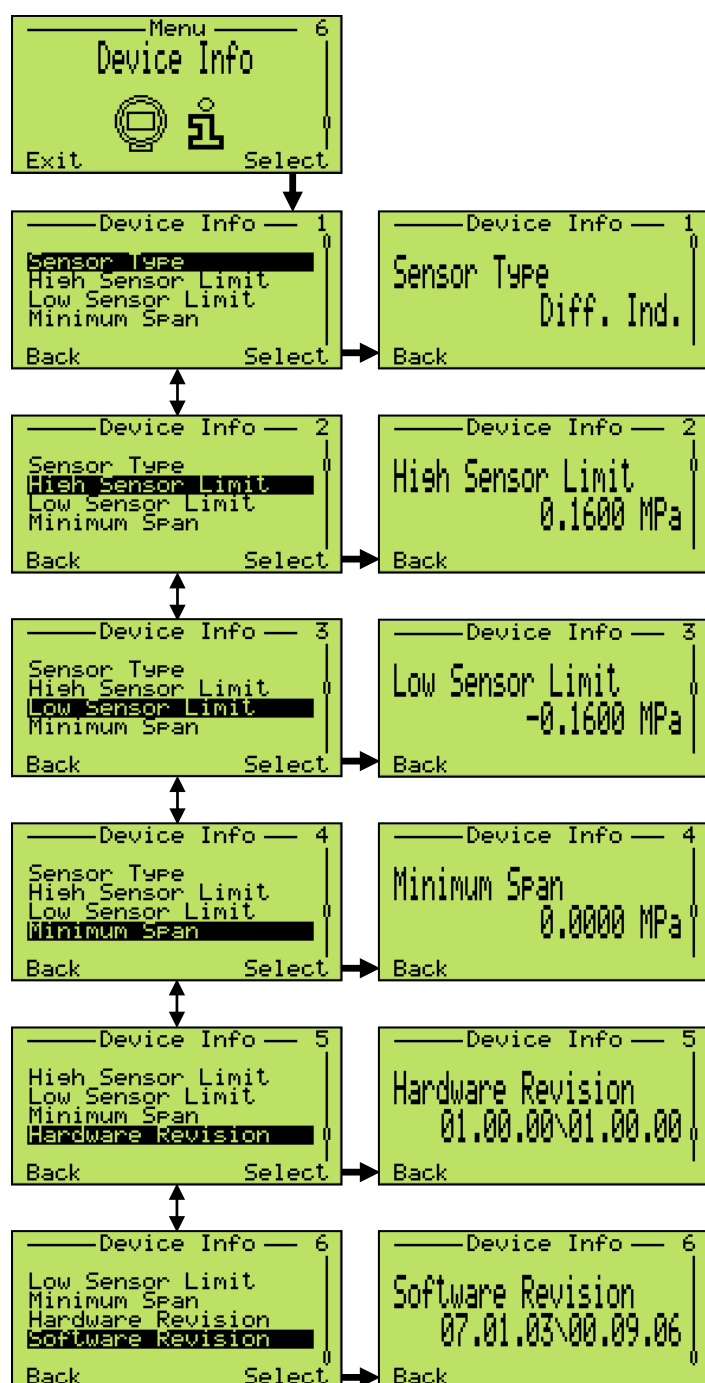 Menu 6
Device Info
Exit Select
Device Info 1
Sensor Type
High Sensor Limit
Low Sensor Limit
Minimum Span
Back Select
Device Info 1
Sensor Type
Diff. Ind.
Back
Device Info 2
Sensor Type
High Sensor Limit
Low Sensor Limit
Minimum Span
Back Select
Device Info 2
High Sensor Limit
0.1600 MPa
Back
Device Info 3
Sensor Type
High Sensor Limit
Low Sensor Limit
Minimum Span
Back Select
Device Info 3
Low Sensor Limit
-0.1600 MPa
Back
Device Info 4
Sensor Type
High Sensor Limit
Low Sensor Limit
Minimum Span
Back Select
Device Info 4
Minimum Span
0.0000 MPa
Back
Device Info 5
High Sensor Limit
Low Sensor Limit
Minimum Span
Hardware Revision
Back Select
Device Info 5
Hardware Revision
01.00.00\01.00.00
Back
Device Info 6
Low Sensor Limit
Minimum Span
Hardware Revision
Software Revision
Back Select
Device Info 6
Software Revision
07.01.03\00.09.06
Back